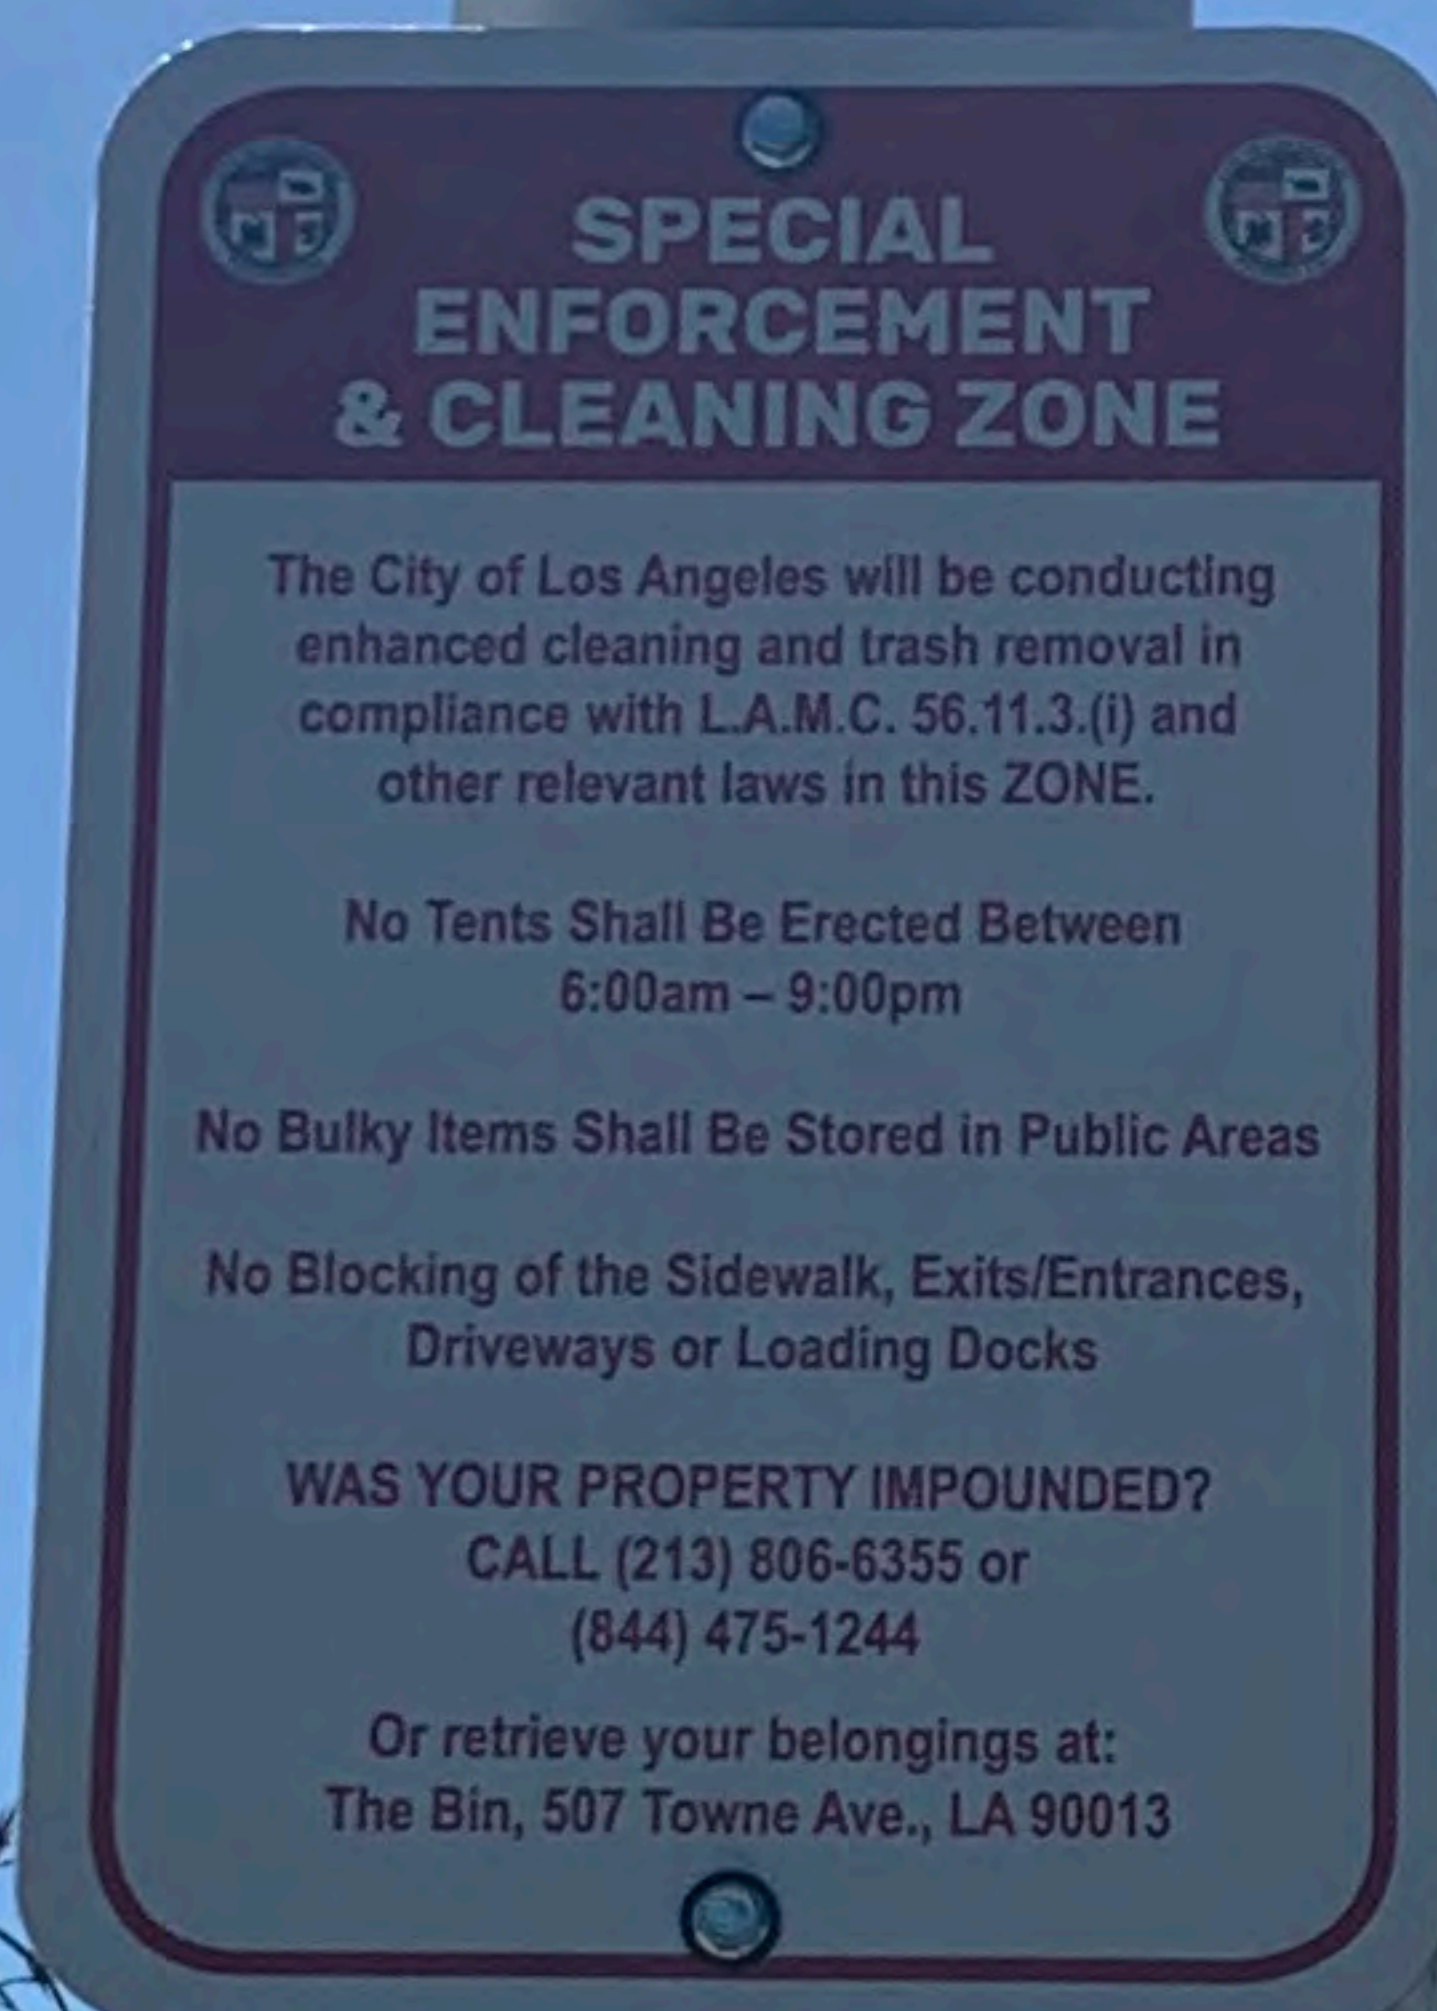 SPECIAL
ENFORCEMENT
& CLEANING ZONE
The City of Los Angeles will be conducting
enhanced cleaning and trash removal in
compliance with L.A.M.C. 56.11.3.(i) and
other relevant laws in this ZONE.
No Tents Shall Be Erected Between
6:00am – 9:00pm
No Bulky Items Shall Be Stored in Public Areas
No Blocking of the Sidewalk, Exits/Entrances,
Driveways or Loading Docks
WAS YOUR PROPERTY IMPOUNDED?
CALL (213) 806-6355 or
(844) 475-1244
Or retrieve your belongings at:
The Bin, 507 Towne Ave., LA 90013